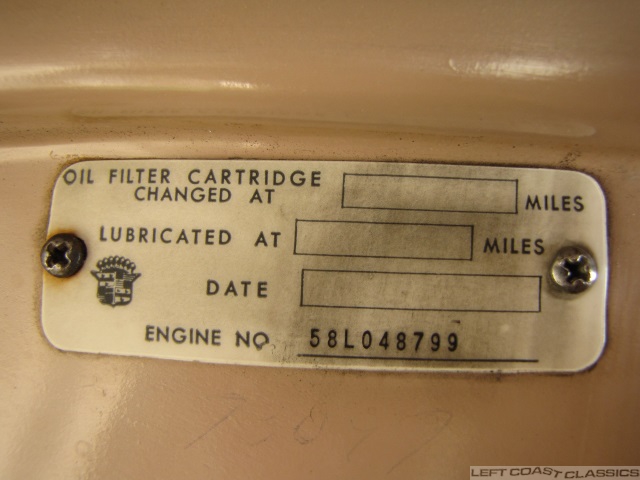 OIL FILTER CARTRIDGE
CHANGED AT MILES
LUBRICATED AT MILES
DATE
ENGINE NO. 58L048799
LEFT COAST CLASSICS